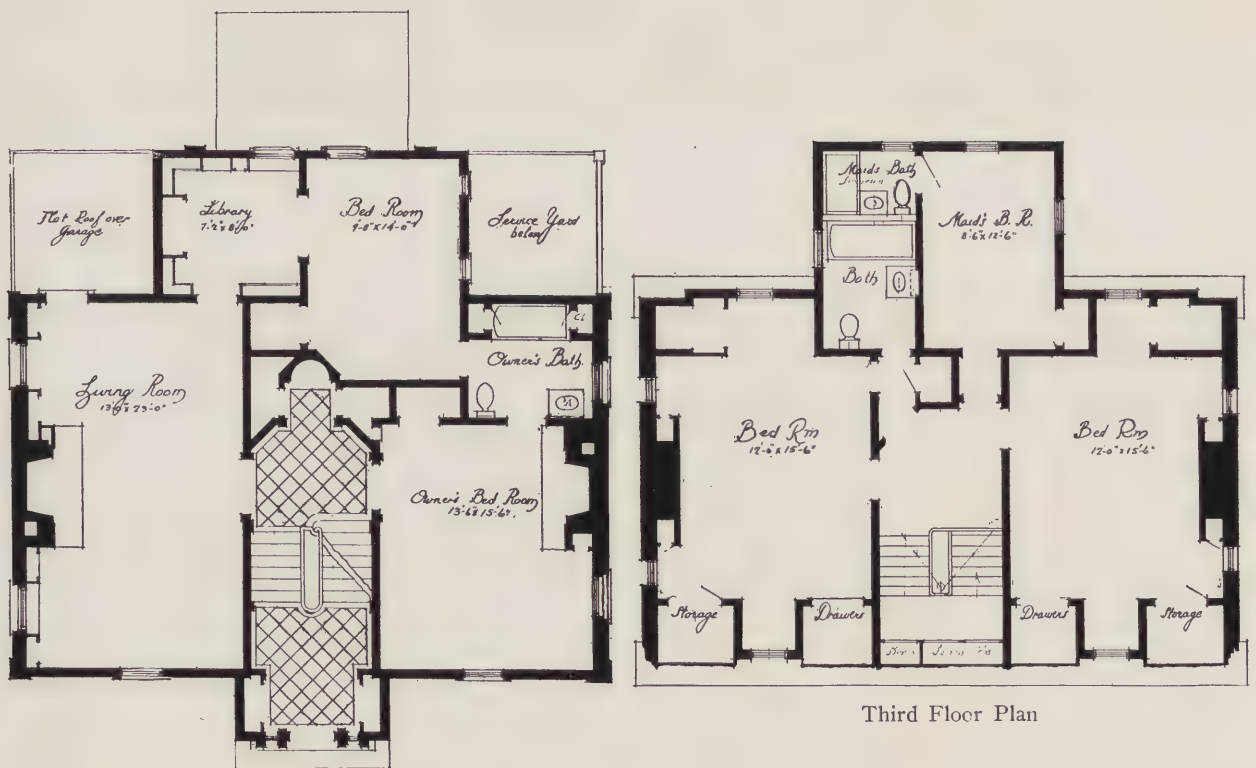 Flat Roof over
Garage
Library
7'-2" x 8'-0"
Bed Room
9'-8" x 14'-0"
Service Yard
below
Cl
Owner's Bath
Living Room
Owner's Bed Room
13'-6" x 15'-6"
Maid's Bath
Maid's B. R.
8'-6" x 12'-6"
Bath
Bed Rm
12'-6" x 15'-6"
Bed Rm
12'-0" x 15'-6"
Storage
Drawers
Drawers
Storage
Third Floor Plan